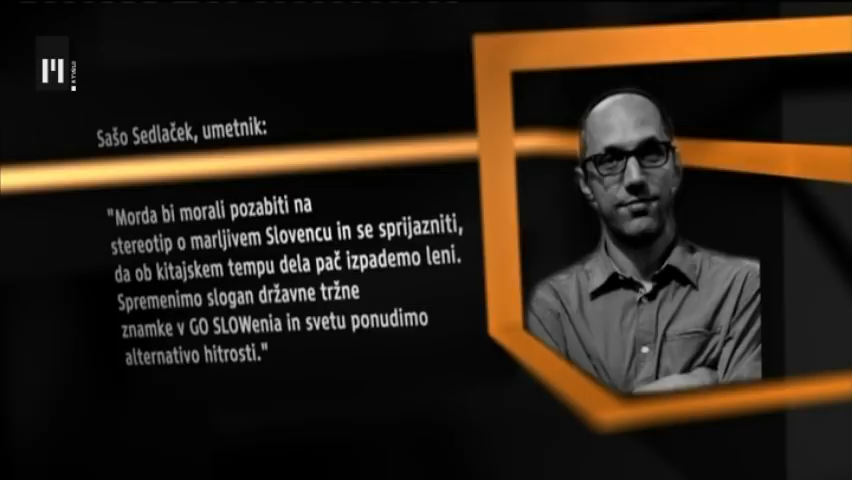 Sašo Sedlaček, umetnik:
"Morda bi morali pozabiti na
stereotip o marljivem Slovencu in se sprijazniti,
da ob kitajskem tempu dela pač izpademo leni.
Spremenimo slogan državne tržne
znamke v GO SLOWenia in svetu ponudimo
alternativo hitrosti."